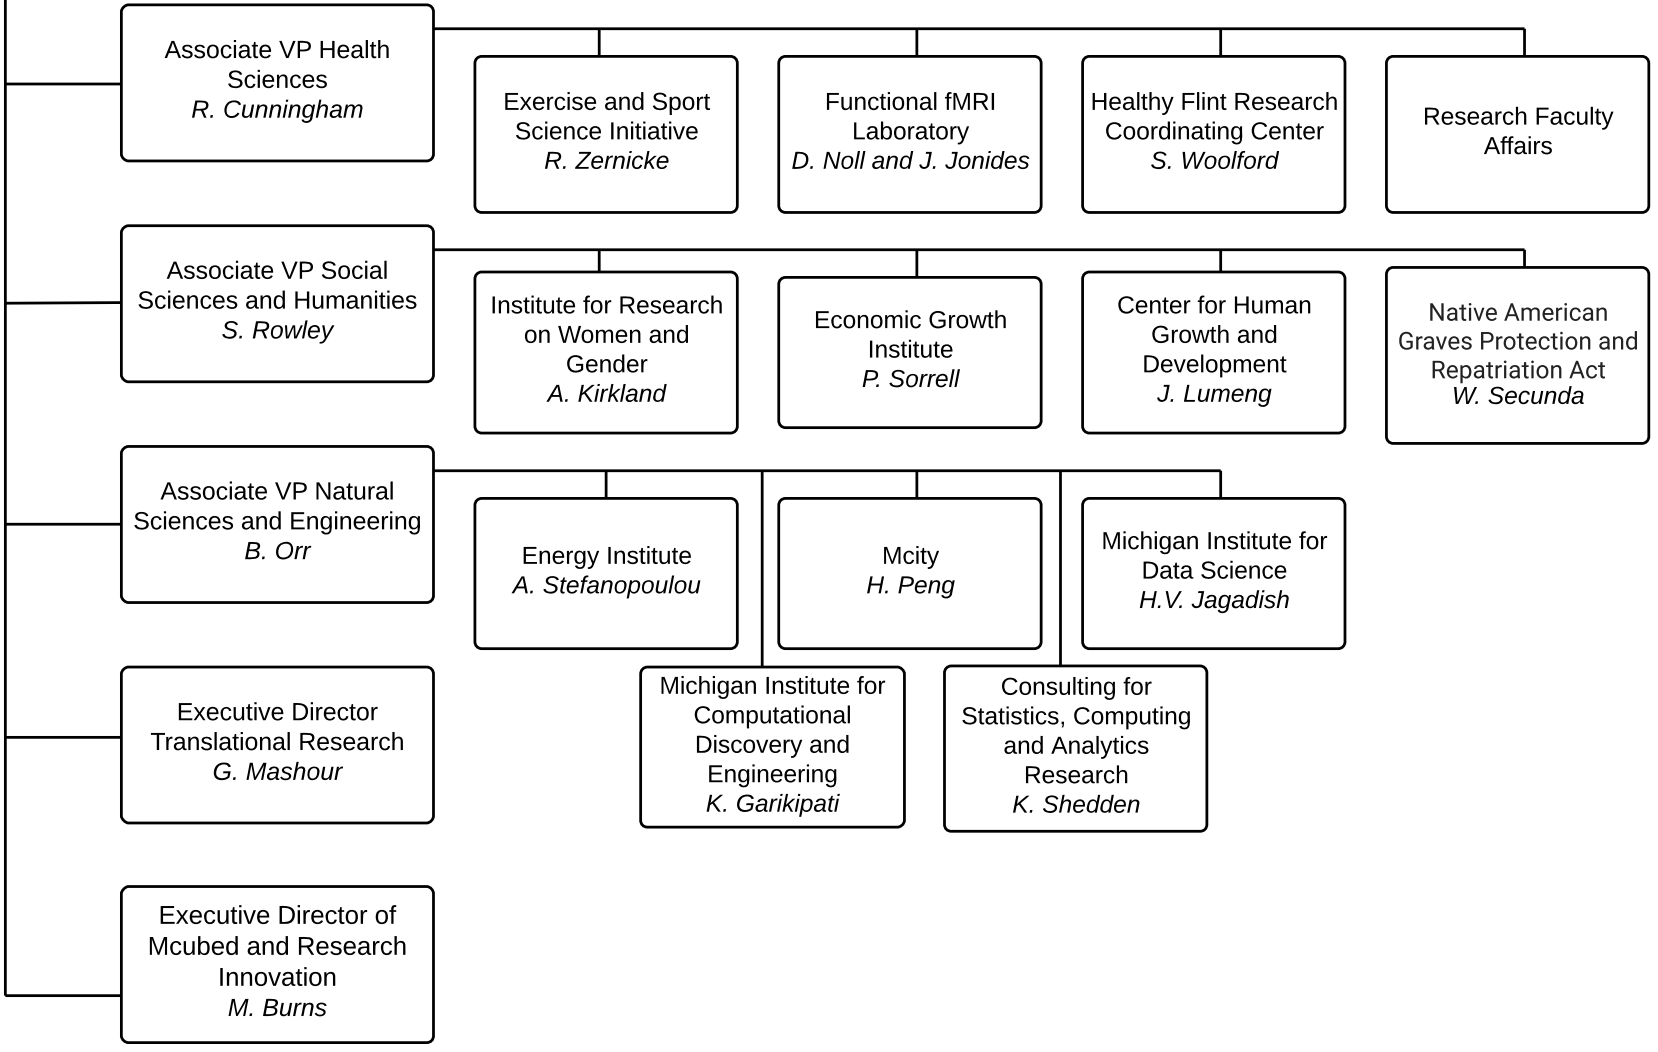 Associate VP Health
Sciences
R. Cunningham
Exercise and Sport
Science Initiative
R. Zernicke
Functional fMRI
Laboratory
D. Noll and J. Jonides
Healthy Flint Research
Coordinating Center
S. Woolford
Research Faculty
Affairs
Associate VP Social
Sciences and Humanities
S. Rowley
Institute for Research
on Women and
Gender
A. Kirkland
Economic Growth
Institute
P. Sorrell
Center for Human
Growth and
Development
J. Lumeng
Native American
Graves Protection and
Repatriation Act
W. Secunda
Associate VP Natural
Sciences and Engineering
B. Orr
Energy Institute
A. Stefanopoulou
Mcity
H. Peng
Michigan Institute for
Data Science
H.V. Jagadish
Michigan Institute for
Computational
Discovery and
Engineering
K. Garikipati
Consulting for
Statistics, Computing
and Analytics
Research
K. Shedden
Executive Director
Translational Research
G. Mashour
Executive Director of
Mcubed and Research
Innovation
M. Burns